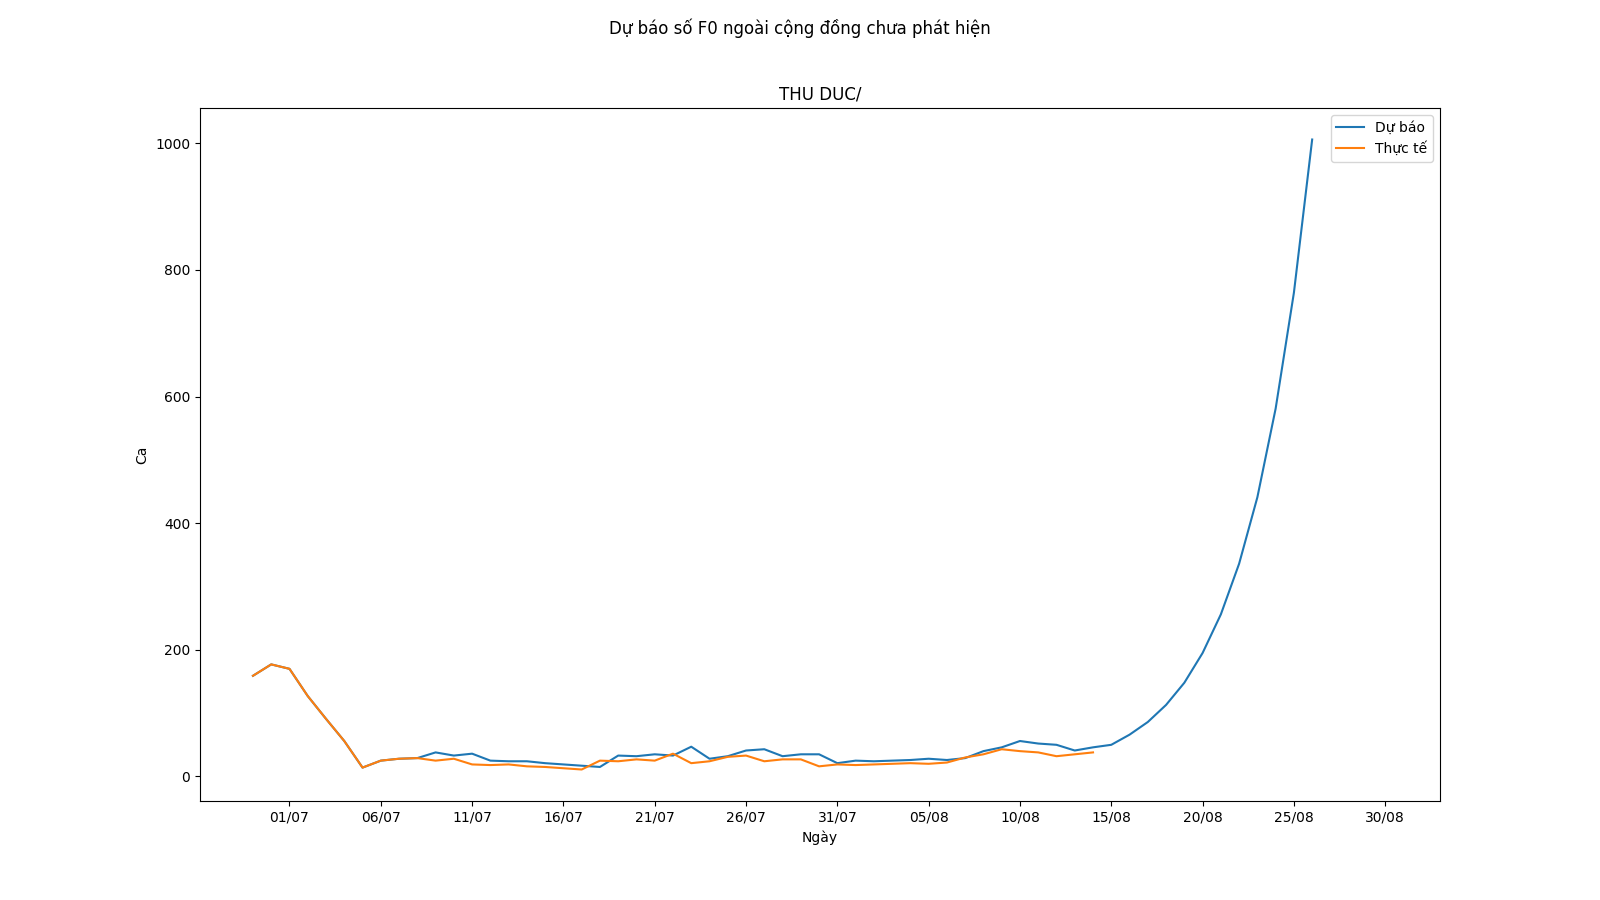 Dự báo số F0 ngoài cộng đồng chưa phát hiện
THU DUC/
Dự báo
Thực tế
1000
800
600
400
200
0
Ca
01/07 06/07 11/07 16/07 21/07 26/07 31/07 05/08 10/08 15/08 20/08 25/08 30/08
Ngày